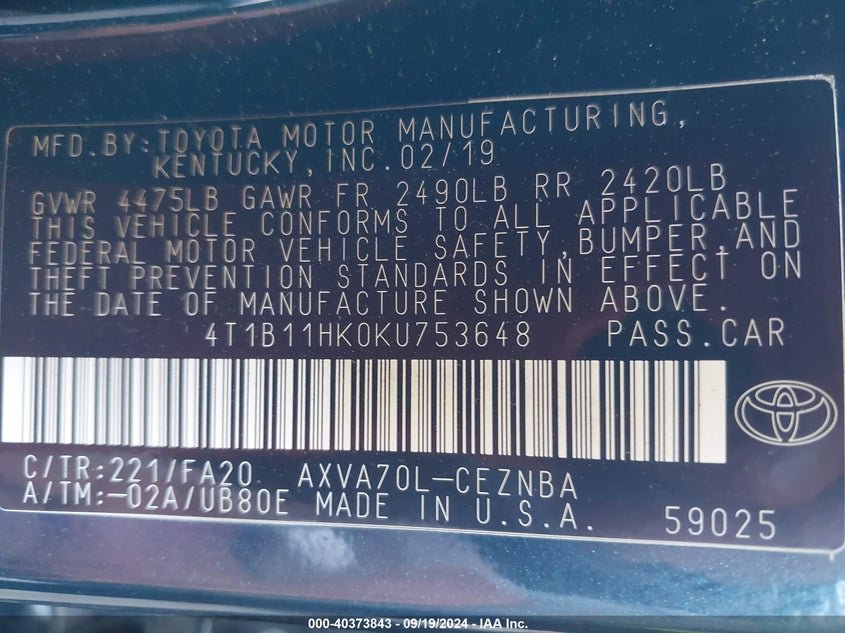 MFD.BY:TOYOTA MOTOR MANUFACTURING,
KENTUCKY,INC.02/19
GVWR 4475LB GAWR FR 2490LB RR 2420LB
THIS VEHICLE CONFORMS TO ALL APPLICABLE
FEDERAL MOTOR VEHICLE SAFETY,BUMPER,AND
THEFT PREVENTION STANDARDS IN EFFECT ON
THE DATE OF MANUFACTURE SHOWN ABOVE.
4T1B11HK0KU753648 PASS.CAR
C/TR:221/FA20 AXVA70L-CEZNBA
A/TM:-02A/UB80E MADE IN U.S.A. 59025
000-40373843 - 09/19/2024 - IAA Inc.